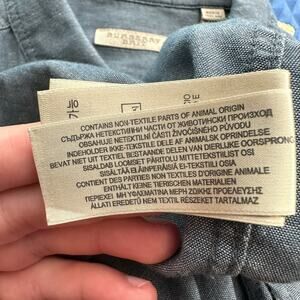 BURBERRY
BRIT
CONTAINS NON-TEXTILE PARTS OF ANIMAL ORIGIN
СЪДЪРЖА НЕТЕКСТИЛНИ ЧАСТИ ОТ ЖИВОТИНСКИ ПРОИЗХОД
OBSAHUJE NETEXTILNÍ ČÁSTI ŽIVOČIŠNÉHO PŮVODU
INDEHOLDER IKKE-TEKSTILE DELE AF ANIMALSK OPRINDELSE
BEVAT NIET UIT TEXTIEL BESTAANDE DELEN VAN DIERLIJKE OORSPRONG
SISALDAB LOOMSET PÄRITOLU MITTETEKSTIILSET OSI
SISÄLTÄÄ ELÄINPERÄISIÄ EI-TEKSTIILIOSIA
CONTIENT DES PARTIES NON TEXTILES D'ORIGINE ANIMALE
ENTHÄLT KEINE TIERISCHEN MATERIALIEN
ΠΕΡΙΕΧΕΙ ΜΗ ΥΦΑΣΜΑΤΙΝΑ ΜΕΡΗ ΖΩΙΚΗΣ ΠΡΟΕΛΕΥΣΗΣ
ÁLLATI EREDETŰ NEM TEXTIL RÉSZEKET TARTALMAZ